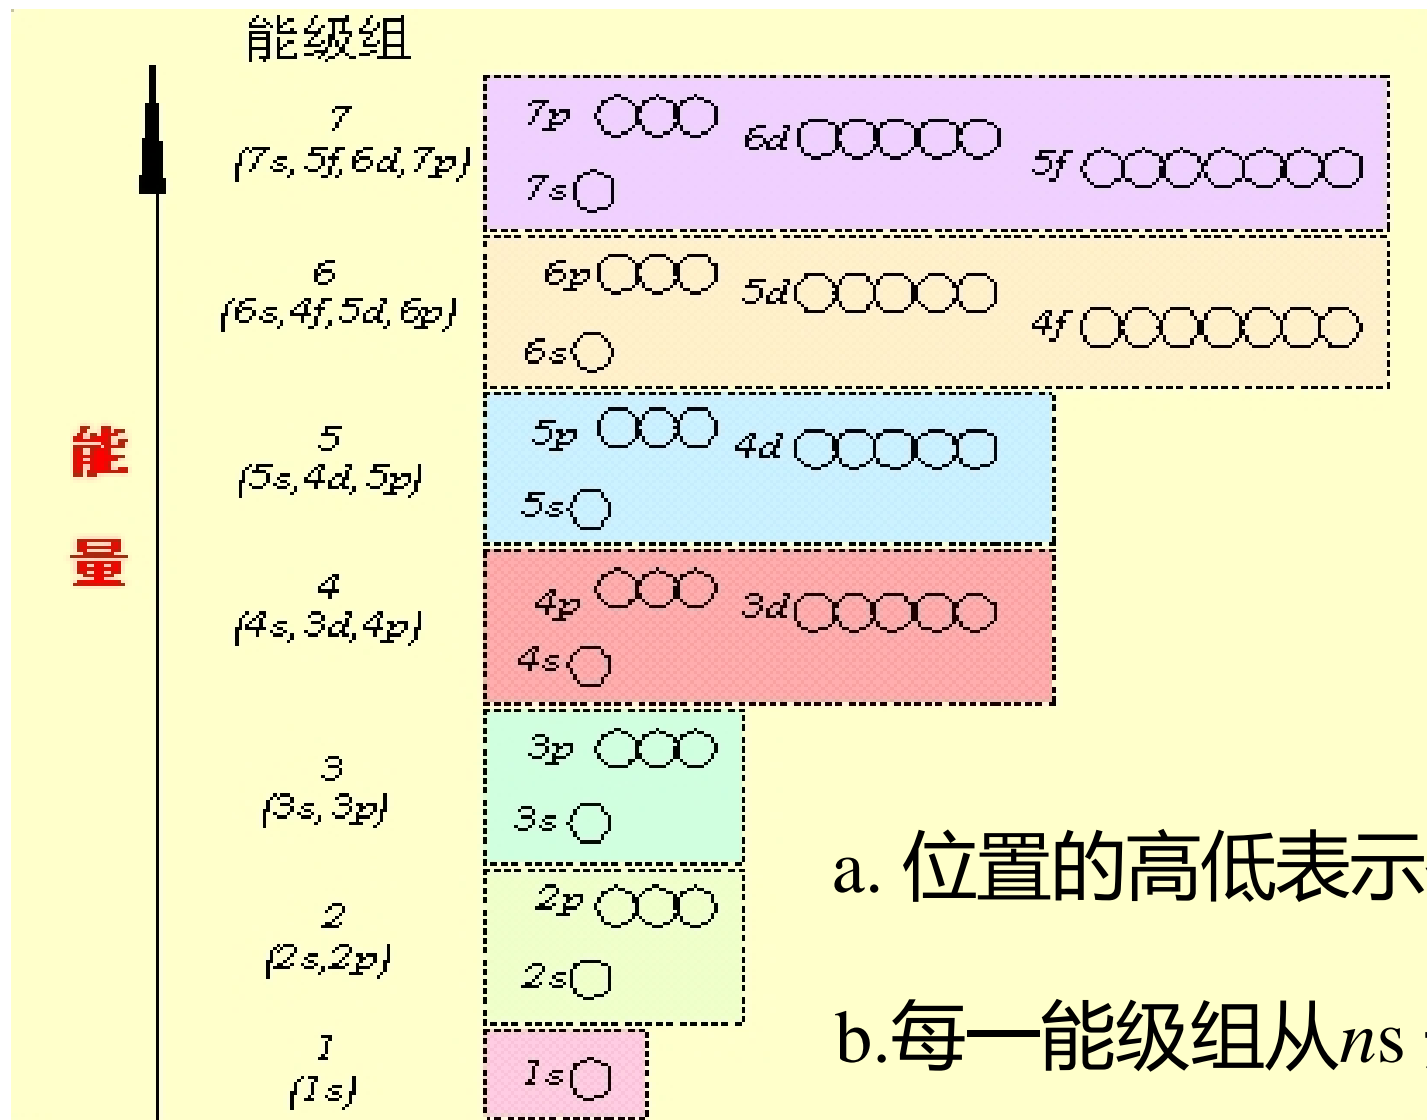 能级组
7
(7s, 5f, 6d, 7p)
7p
6d
5f
7s
6
(6s, 4f, 5d, 6p)
6p
5d
4f
6s
能
量
5
(5s, 4d, 5p)
5p
4d
5s
4
(4s, 3d, 4p)
4p
3d
4s
3
(3s, 3p)
3p
3s
a. 位置的高低表示
2
(2s,2p)
2p
2s
b.每一能级组从ns
1
(1s)
1s